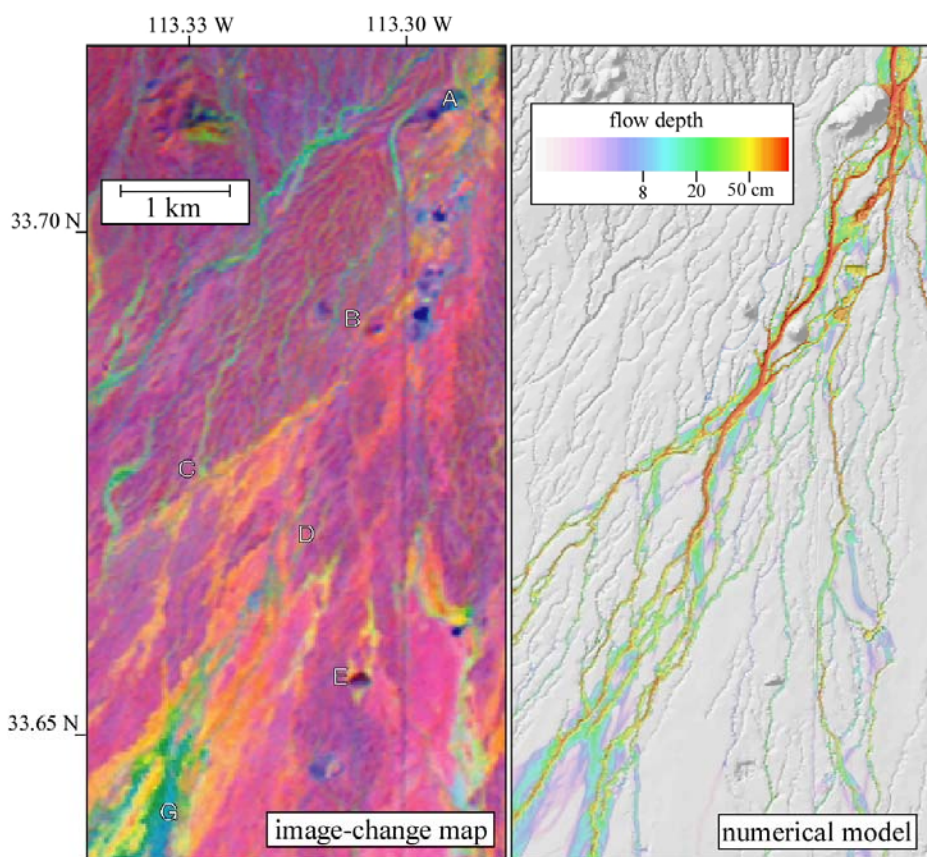 113.33 W 113.30 W
A
flow depth
8 20 50 cm
1 km
33.70 N
B
C
D
E
33.65 N
G
image-change map
numerical model